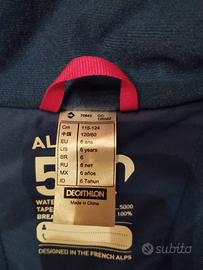 Cm 118-124
中国 120/60
EU 6 ans
US 6 years
BR 6
RU 6 лет
MX 6 años
ID 6 Tahun
DECATHLON
Made in China
AL
5
WATE
5000
TAPE
100%
BREA
DESIGNED IN THE FRENCH ALPS
subito